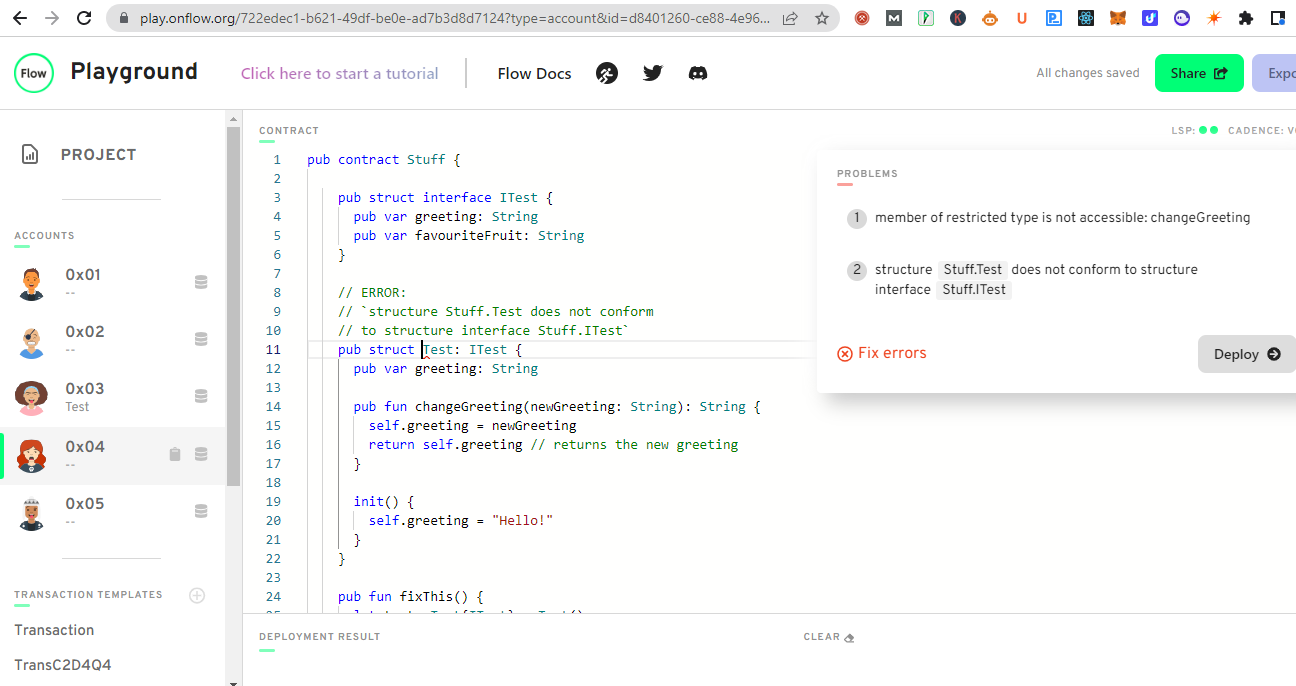 play.onflow.org/722edec1-b621-49df-be0e-ad7b3d8d7124?type=account&id=d8401260-ce88-4e96...
Flow Playground Click here to start a tutorial Flow Docs All changes saved Share Expo
PROJECT
ACCOUNTS
0x01
--
0x02
--
0x03
Test
0x04
--
0x05
--
TRANSACTION TEMPLATES
Transaction
TransC2D4Q4
CONTRACT
LSP: CADENCE: V0
1 pub contract Stuff {
2
3 pub struct interface ITest {
4 pub var greeting: String
5 pub var favouriteFruit: String
6 }
7
8 // ERROR:
9 // `structure Stuff.Test does not conform
10 // to structure interface Stuff.ITest`
11 pub struct Test: ITest {
12 pub var greeting: String
13
14 pub fun changeGreeting(newGreeting: String): String {
15 self.greeting = newGreeting
16 return self.greeting // returns the new greeting
17 }
18
19 init() {
20 self.greeting = "Hello!"
21 }
22 }
23
24 pub fun fixThis() {
PROBLEMS
1 member of restricted type is not accessible: changeGreeting
2 structure Stuff.Test does not conform to structure
interface Stuff.ITest
Fix errors
Deploy
DEPLOYMENT RESULT
CLEAR